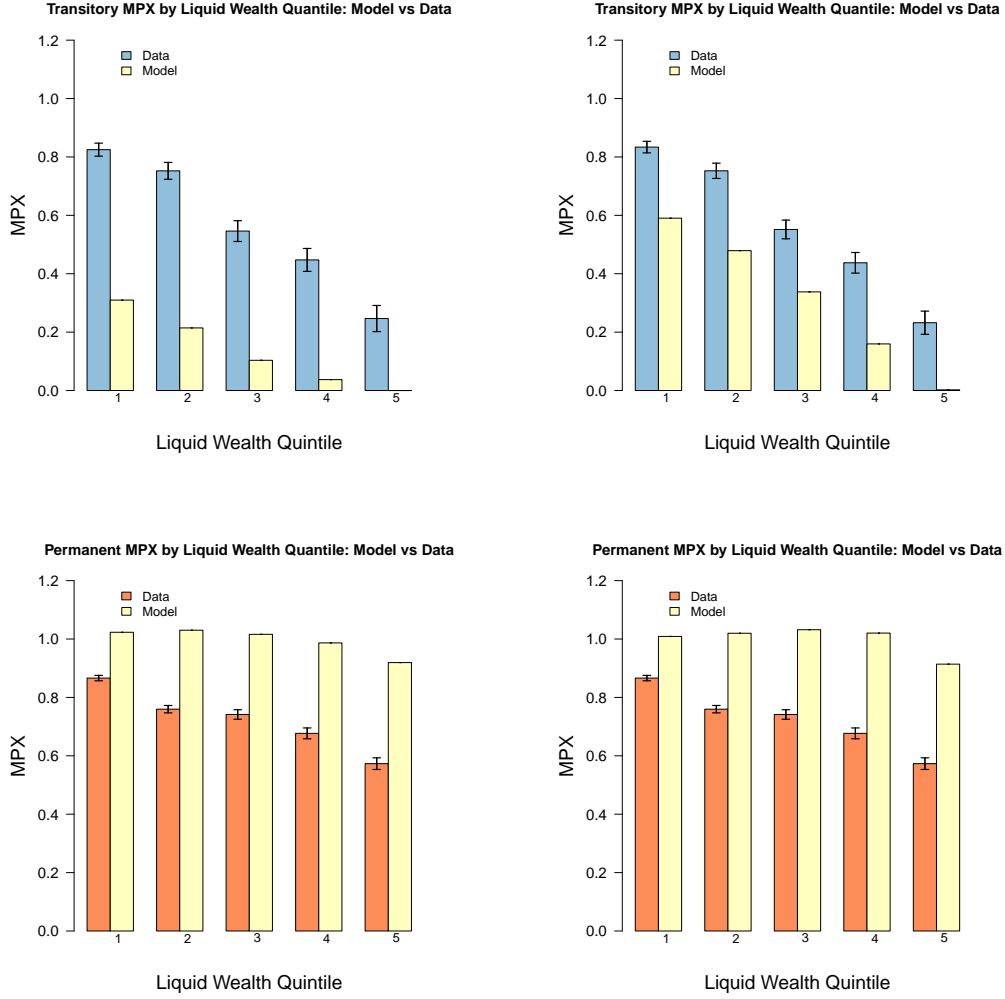 Transitory MPX by Liquid Wealth Quantile: Model vs Data
1.2
1.0
0.8
0.6
0.4
0.2
0.0
MPX
Data
Model
1 2 3 4 5
Liquid Wealth Quintile
Transitory MPX by Liquid Wealth Quantile: Model vs Data
1.2
1.0
0.8
0.6
0.4
0.2
0.0
MPX
Data
Model
1 2 3 4 5
Liquid Wealth Quintile
Permanent MPX by Liquid Wealth Quantile: Model vs Data
1.2
1.0
0.8
0.6
0.4
0.2
0.0
MPX
Data
Model
1 2 3 4 5
Liquid Wealth Quintile
Permanent MPX by Liquid Wealth Quantile: Model vs Data
1.2
1.0
0.8
0.6
0.4
0.2
0.0
MPX
Data
Model
1 2 3 4 5
Liquid Wealth Quintile